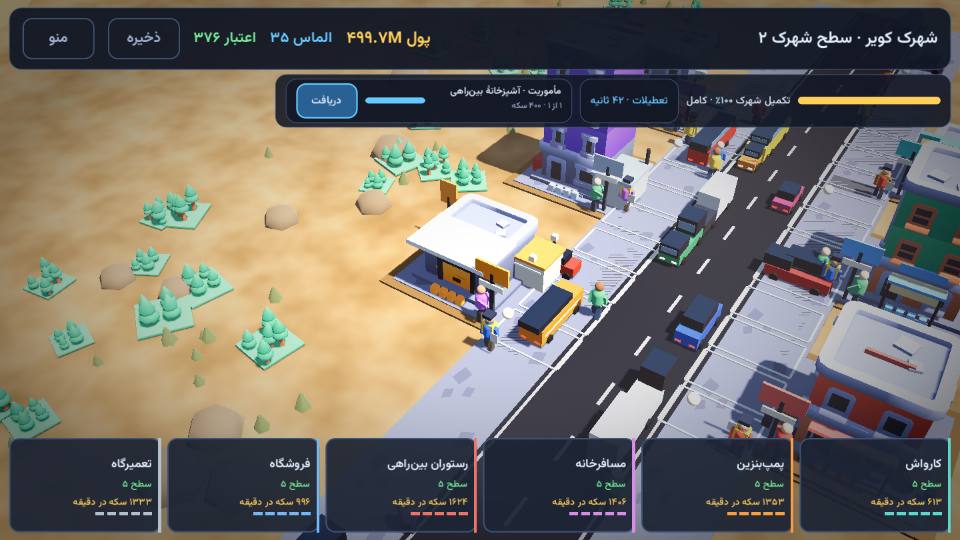 شهرک کویر · سطح شهرک ۲
پول ۴۹۹.۷M
الماس ۳۵
اعتبار ۳۷۶
ذخیره
منو
تکمیل شهرک ۱۰۰٪ · کامل
تعطیلات · ۴۲ ثانیه
مأموریت · آشپزخانهٔ بین‌راهی
۱ از ۱ · ۴۰۰ سکه
دریافت
کارواش
سطح ۵
۶۱۳ سکه در دقیقه
پمپ‌بنزین
سطح ۵
۱۳۵۳ سکه در دقیقه
مسافرخانه
سطح ۵
۱۴۰۶ سکه در دقیقه
رستوران بین‌راهی
سطح ۵
۱۶۲۴ سکه در دقیقه
فروشگاه
سطح ۵
۹۹۶ سکه در دقیقه
تعمیرگاه
سطح ۵
۱۳۳۳ سکه در دقیقه